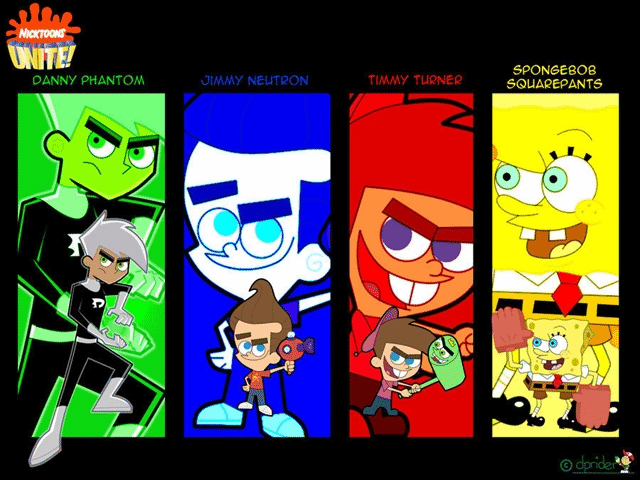 NICKTOONS
UNITE!
DANNY PHANTOM
JIMMY NEUTRON
TIMMY TURNER
SPONGEBOB
SQUAREPANTS
© dprider